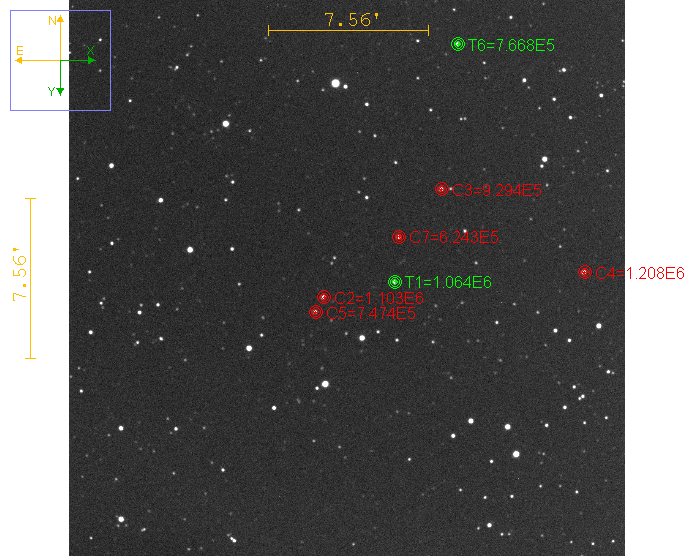 7.56'
N
E
X
Y
T6=7.668E5
C3=9.294E5
C7=6.243E5
7.56'
C4=1.208E6
T1=1.064E6
C2=1.103E6
C5=7.474E5